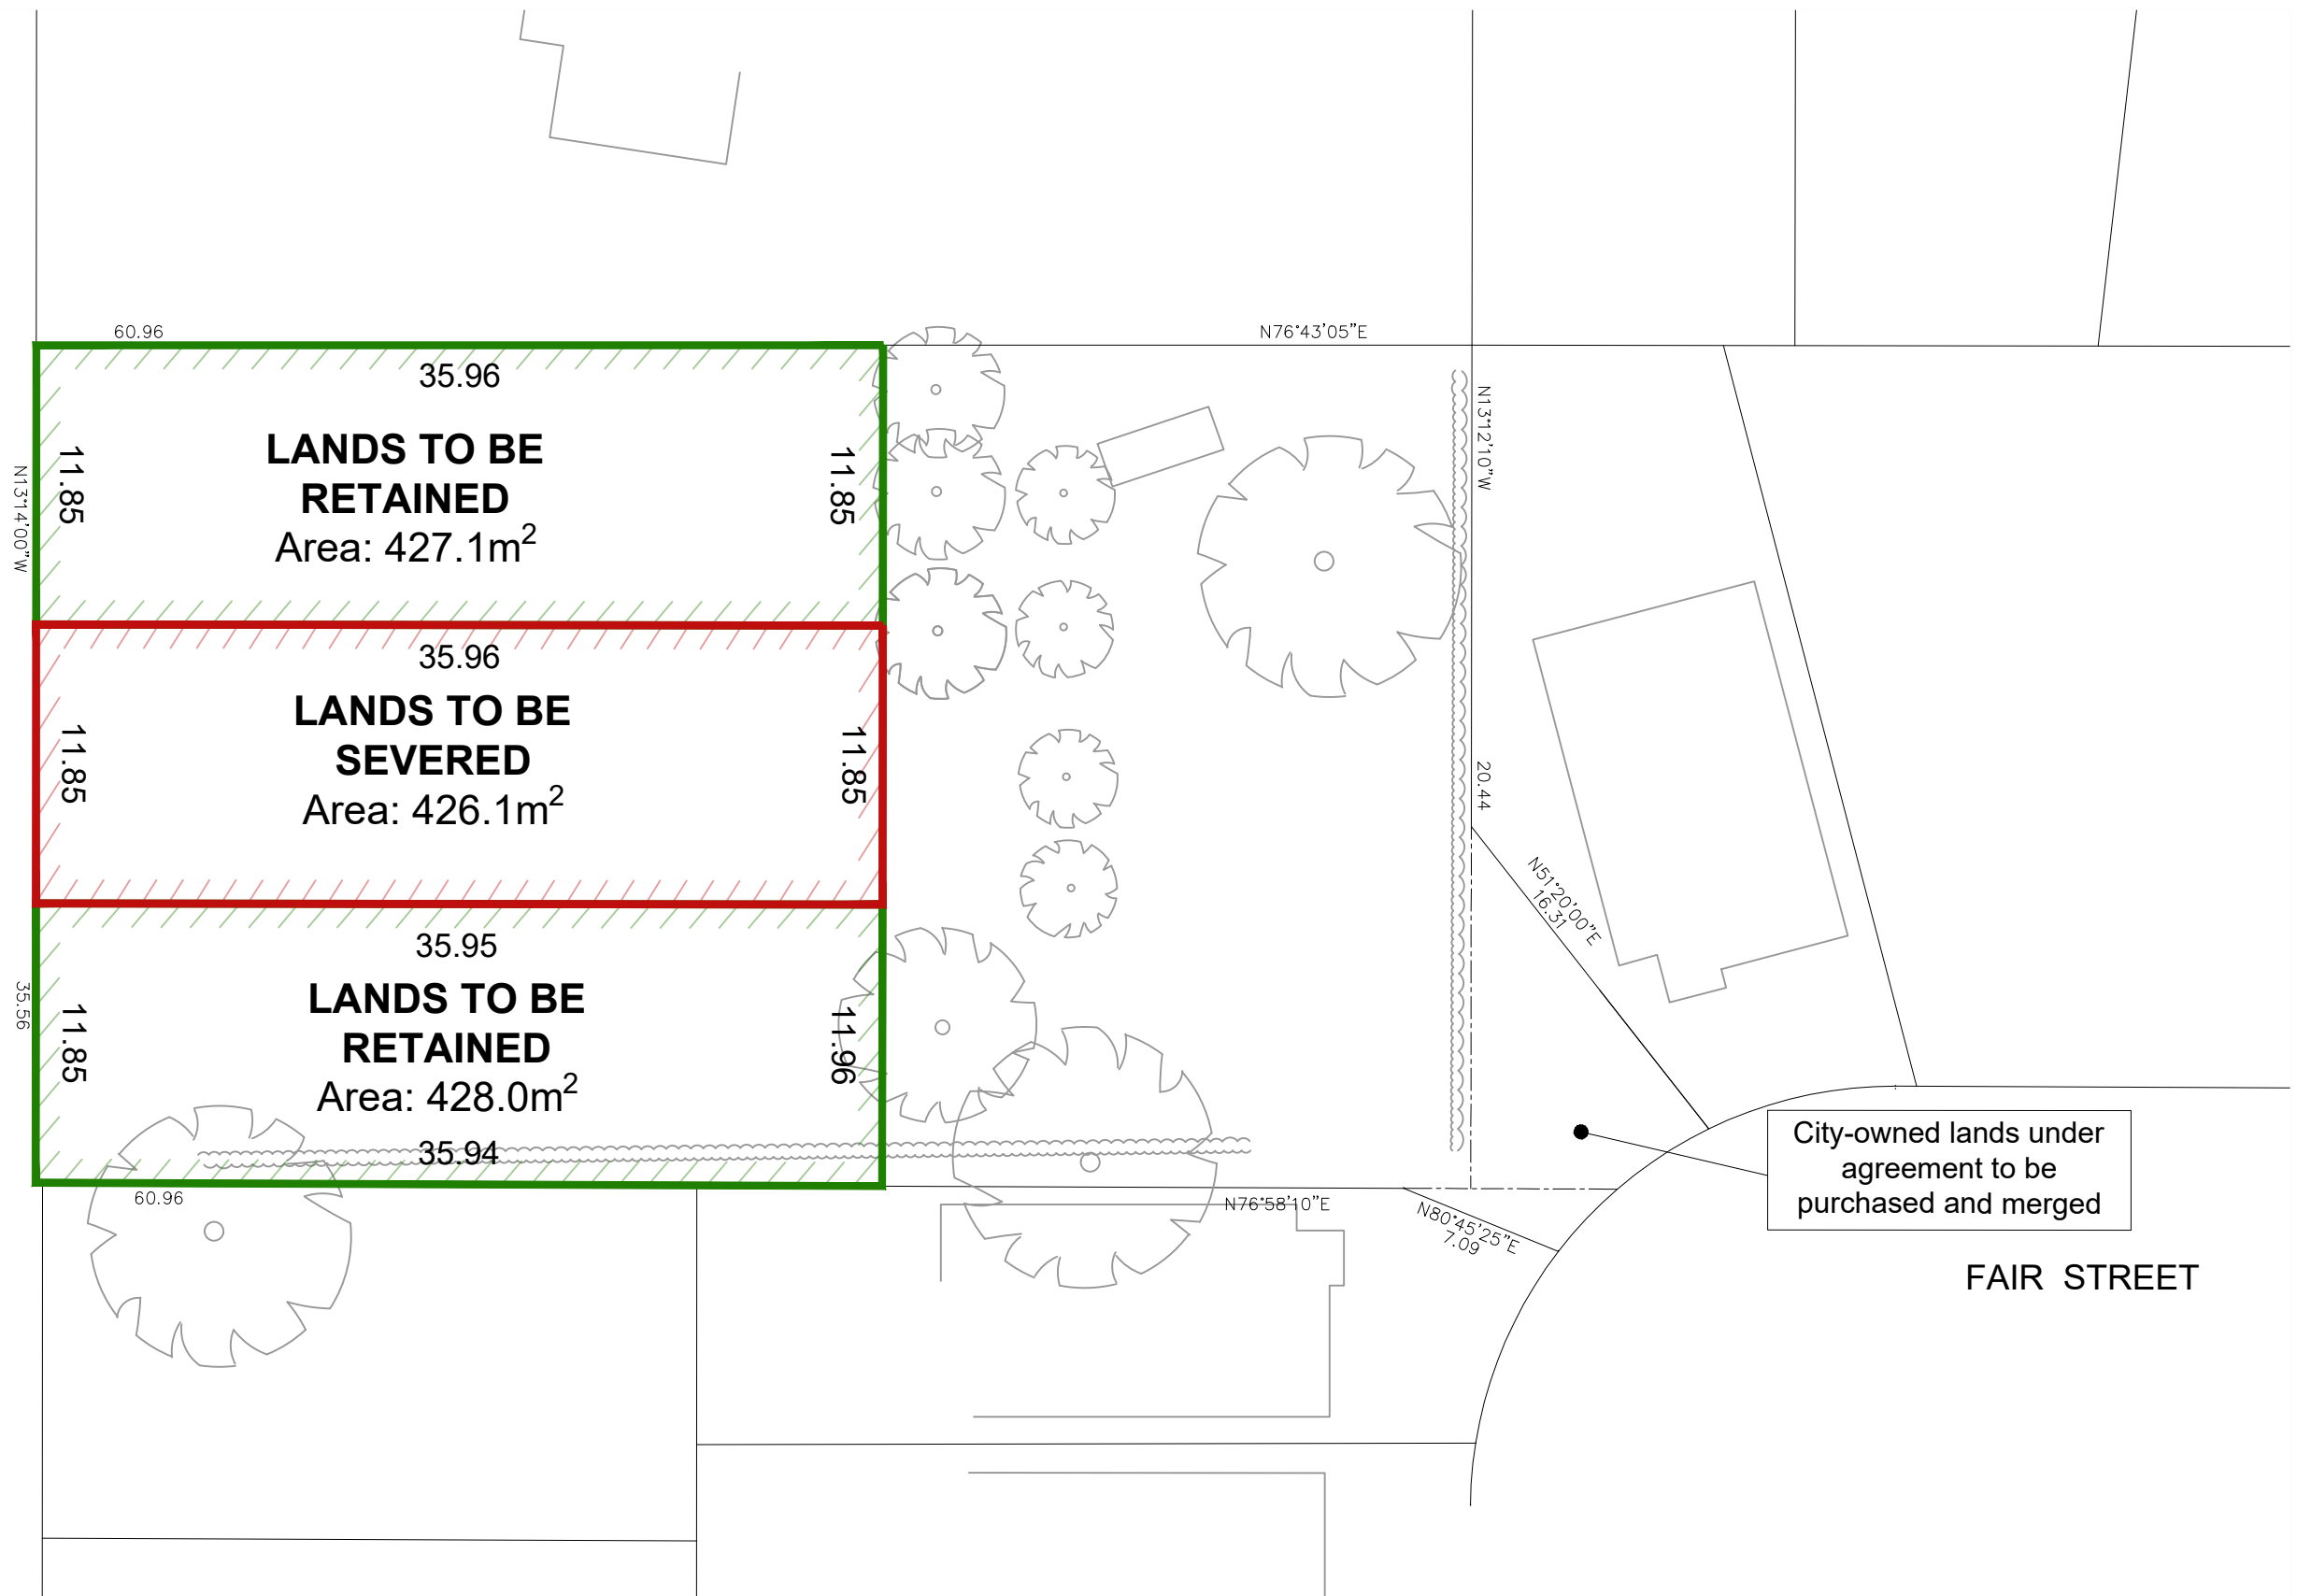 60.96
N76°43'05"E
35.96
LANDS TO BE
RETAINED
Area: 427.1m²
11.85
11.85
N13°14'00"W
N13°12'10"W
35.96
LANDS TO BE
SEVERED
Area: 426.1m²
11.85
11.85
20.44
N51°20'00"E
16.31
35.95
LANDS TO BE
RETAINED
Area: 428.0m²
11.85
11.96
35.56
35.94
60.96
N76°58'10"E
N80°45'25"E
7.09
City-owned lands under
agreement to be
purchased and merged
FAIR STREET